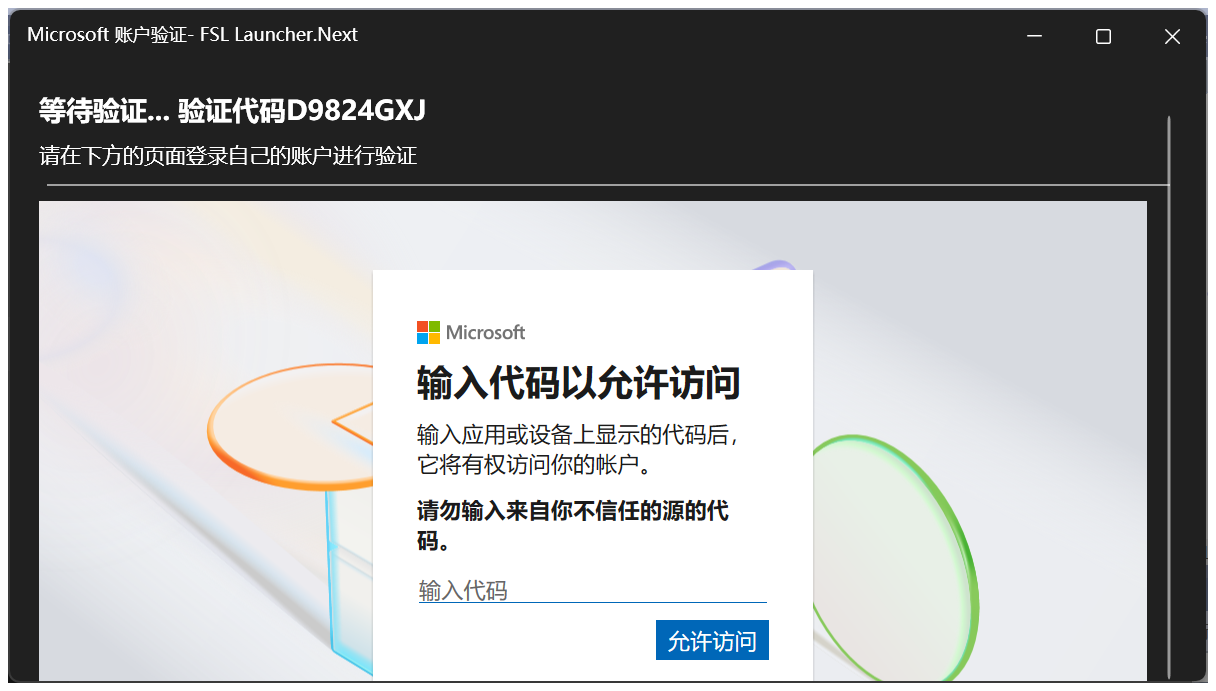 Microsoft 账户验证- FSL Launcher.Next
等待验证... 验证代码D9824GXJ
请在下方的页面登录自己的账户进行验证
Microsoft
输入代码以允许访问
输入应用或设备上显示的代码后，
它将有权访问你的帐户。
请勿输入来自你不信任的源的代
码。
输入代码
允许访问